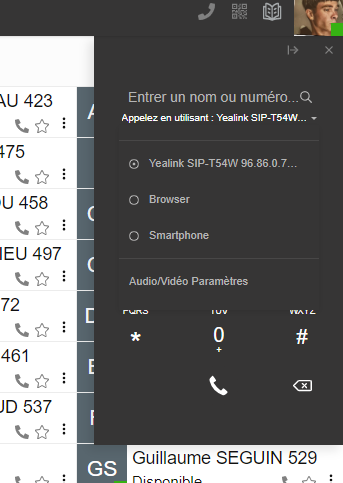 AU 423
Entrer un nom ou numéro...
Appelez en utilisant : Yealink SIP-T54W...
475
Yealink SIP-T54W 96.86.0.7...
OU 458
Browser
Smartphone
IEU 497
Audio/Vidéo Paramètres
72
D
PQRS TUV WXYZ
* 0 #
+
461
E
UD 537
F
GS
Guillaume SEGUIN 529
Disponible